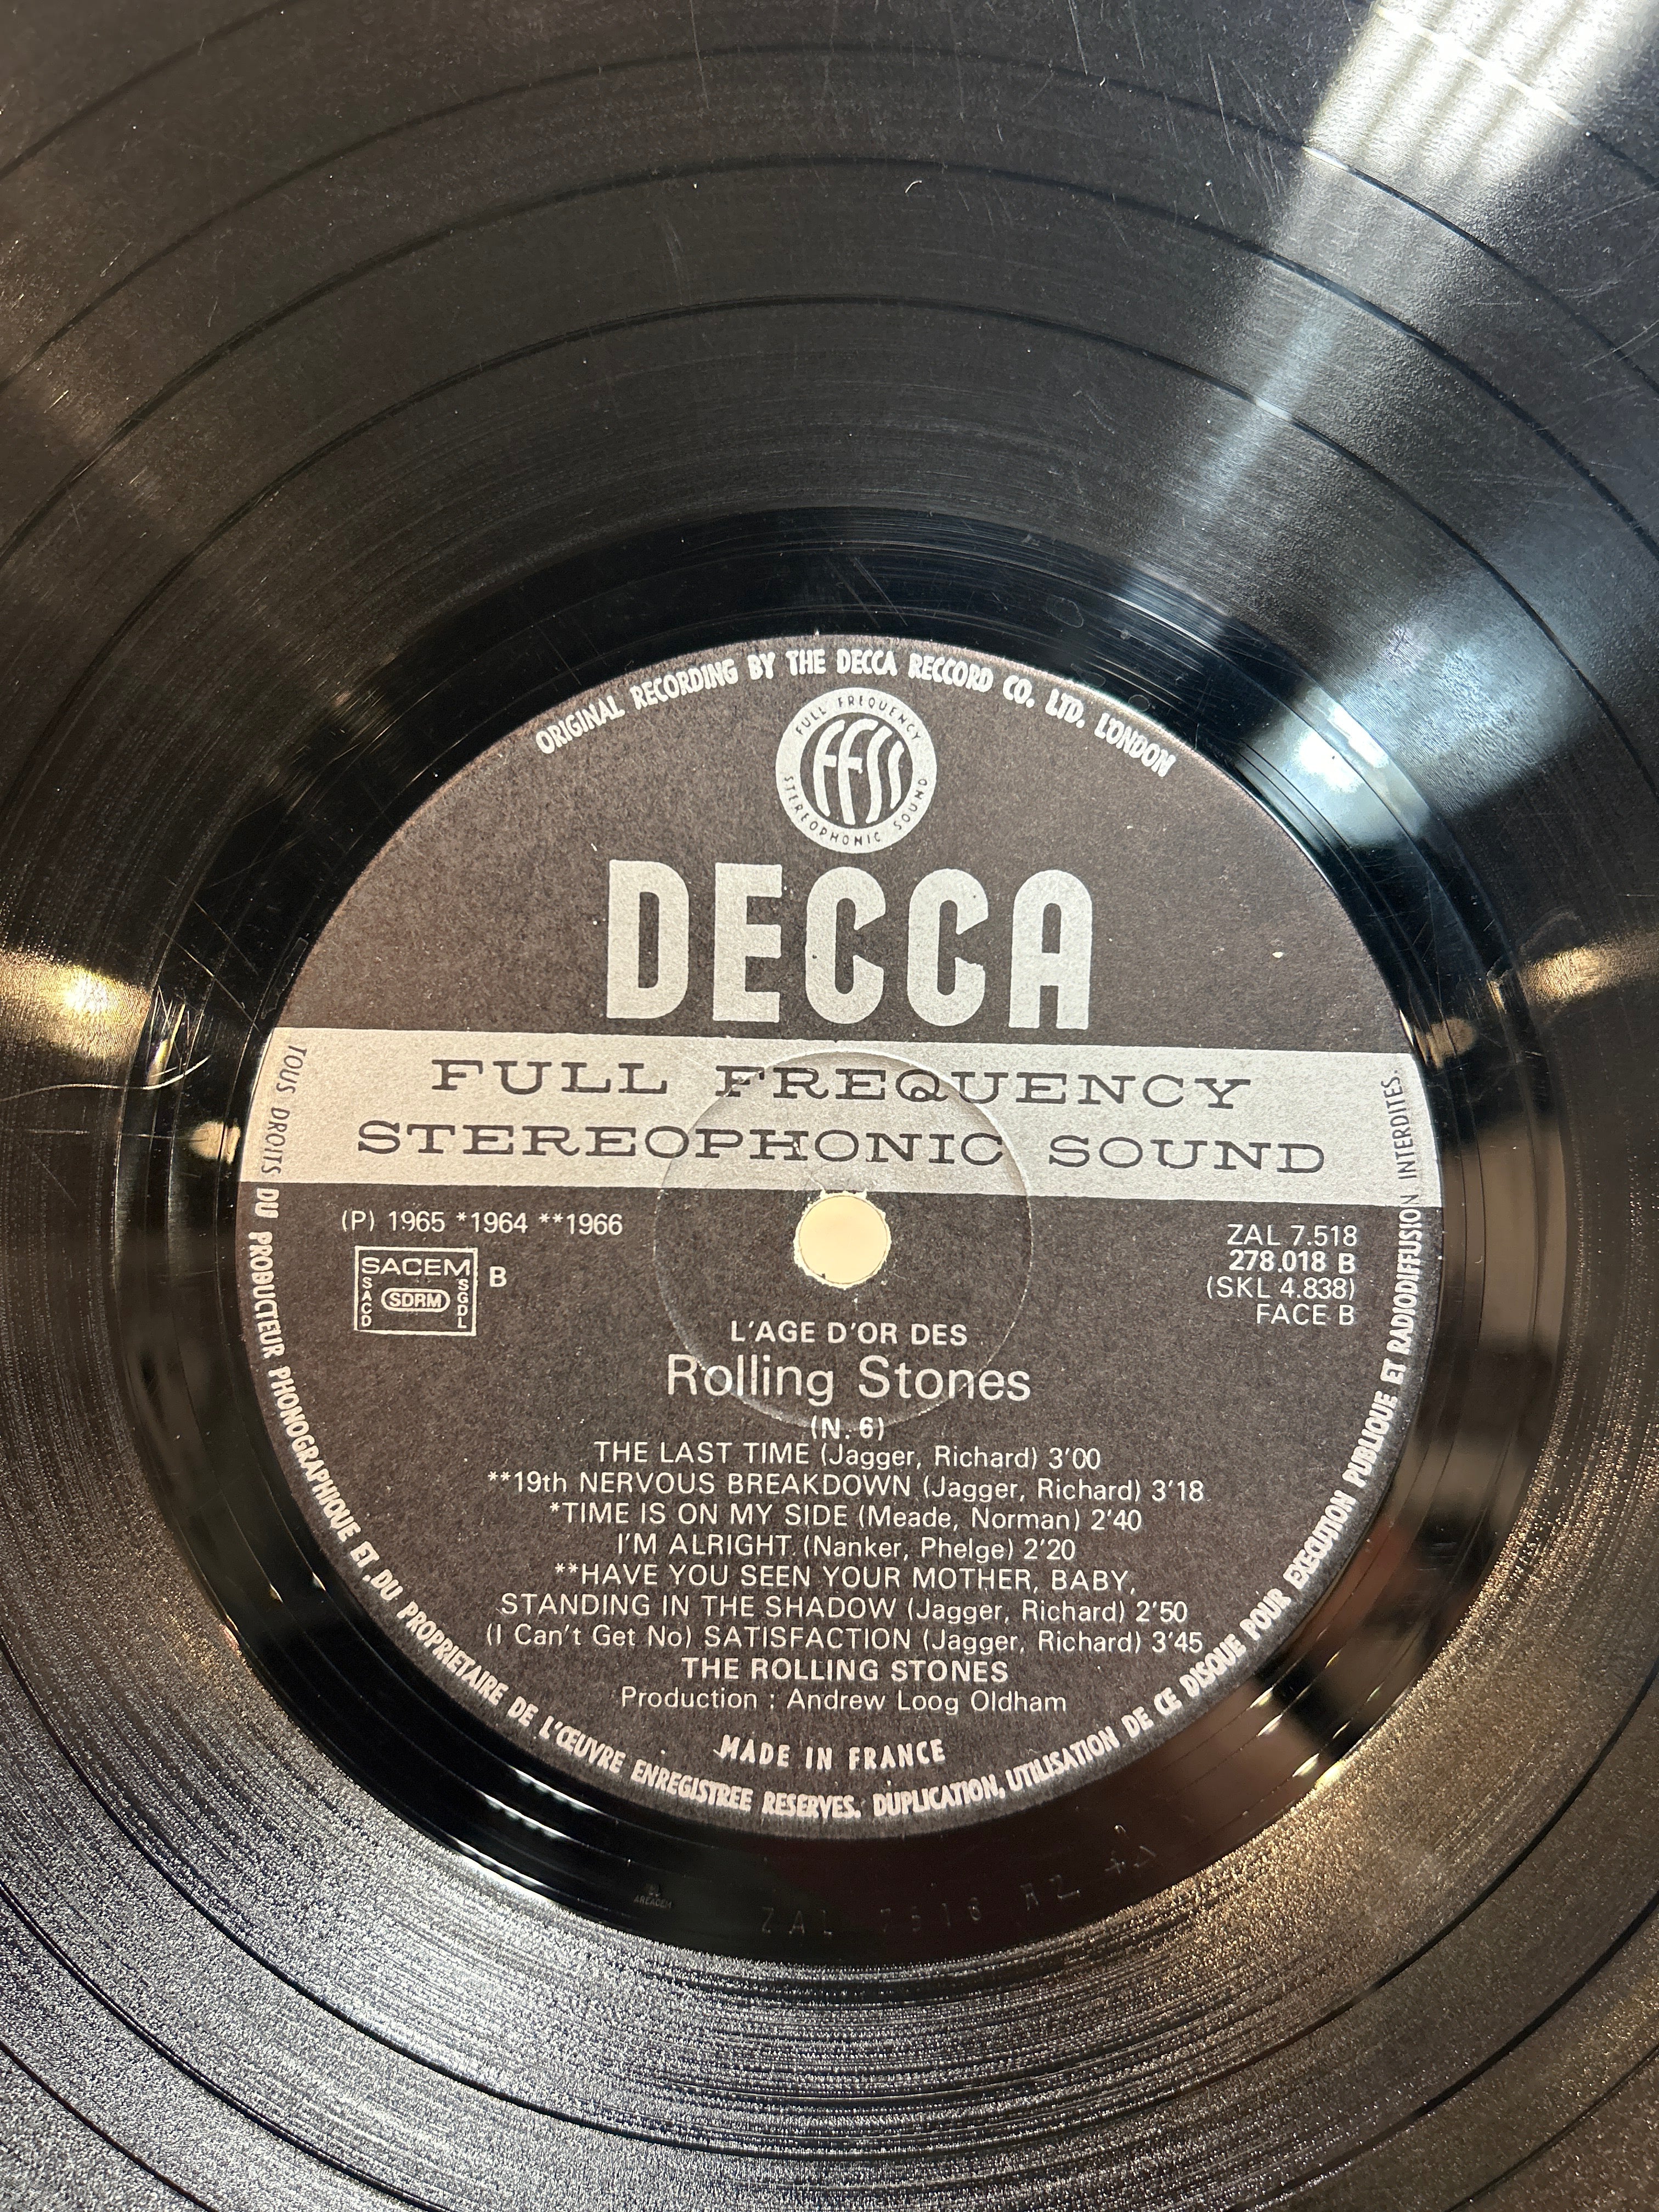 ORIGINAL RECORDING BY THE DECCA RECCORD CO. LTD. LONDON
FULL FREQUENCY
FFSS
STEREOPHONIC SOUND
DECCA
FULL FREQUENCY
STEREOPHONIC SOUND
(P) 1965 *1964 **1966
SACEM
SACD
SDRM
SGDL
B
ZAL 7.518
278.018 B
(SKL 4.838)
FACE B
L'AGE D'OR DES
Rolling Stones
(N. 6)
THE LAST TIME (Jagger, Richard) 3'00
**19th NERVOUS BREAKDOWN (Jagger, Richard) 3'18
*TIME IS ON MY SIDE (Meade, Norman) 2'40
I'M ALRIGHT (Nanker, Phelge) 2'20
**HAVE YOU SEEN YOUR MOTHER, BABY,
STANDING IN THE SHADOW (Jagger, Richard) 2'50
(I Can't Get No) SATISFACTION (Jagger, Richard) 3'45
THE ROLLING STONES
Production : Andrew Loog Oldham
MADE IN FRANCE
TOUS DROITS DU PRODUCTEUR PHONOGRAPHIQUE ET DU PROPRIETAIRE DE L'ŒUVRE ENREGISTREE RESERVES. DUPLICATION, UTILISATION DE CE DISQUE POUR EXECUTION PUBLIQUE ET RADIODIFFUSION INTERDITES.
AREACEM
ZAL 7518